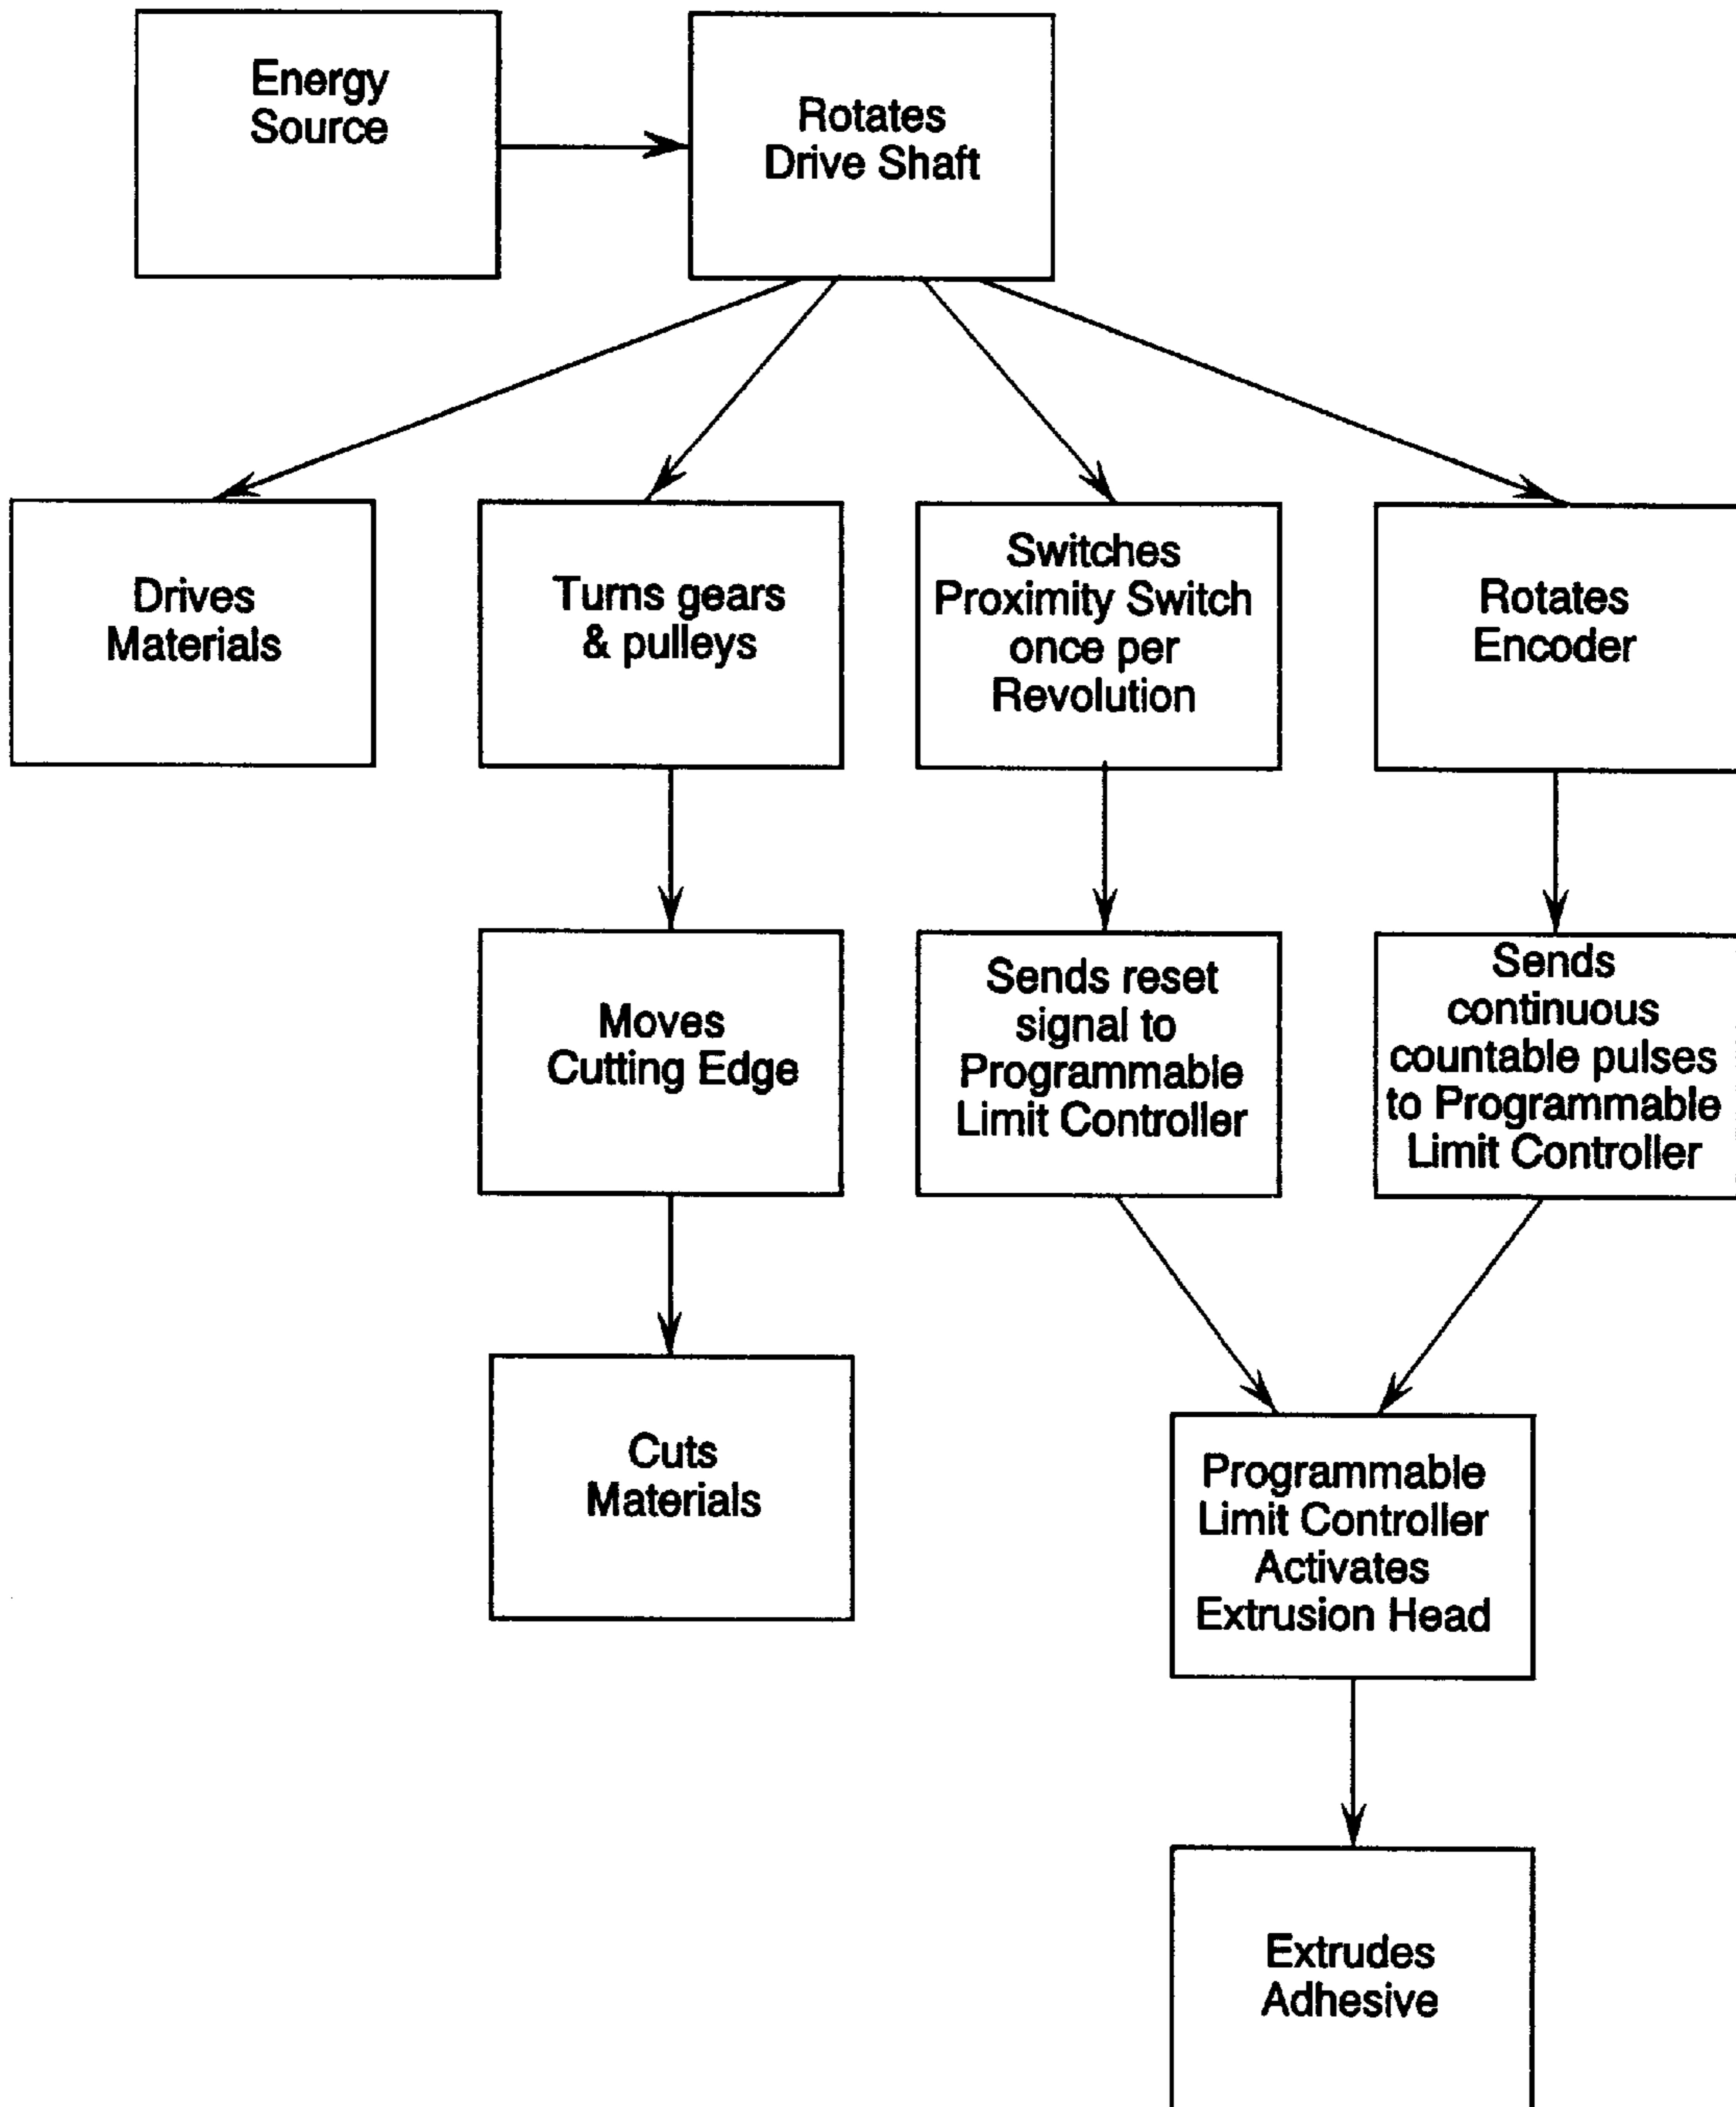 Energy
Source
Rotates
Drive Shaft
Drives
Materials
Turns gears
& pulleys
Switches
Proximity Switch
once per
Revolution
Rotates
Encoder
Moves
Cutting Edge
Sends reset
signal to
Programmable
Limit Controller
Sends
continuous
countable pulses
to Programmable
Limit Controller
Cuts
Materials
Programmable
Limit Controller
Activates
Extrusion Head
Extrudes
Adhesive